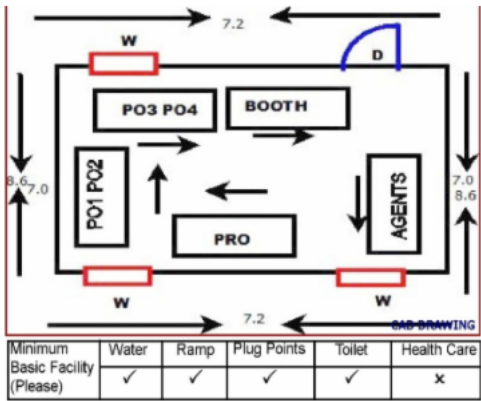 7.2
W
D
PO3 PO4
BOOTH
8.6
7.0
PO1 PO2
AGENTS
7.0
8.6
PRO
W
W
7.2
CAD DRAWING
Minimum Basic Facility (Please) Water Ramp Plug Points Toilet Health Care
✓ ✓ ✓ ✓ x